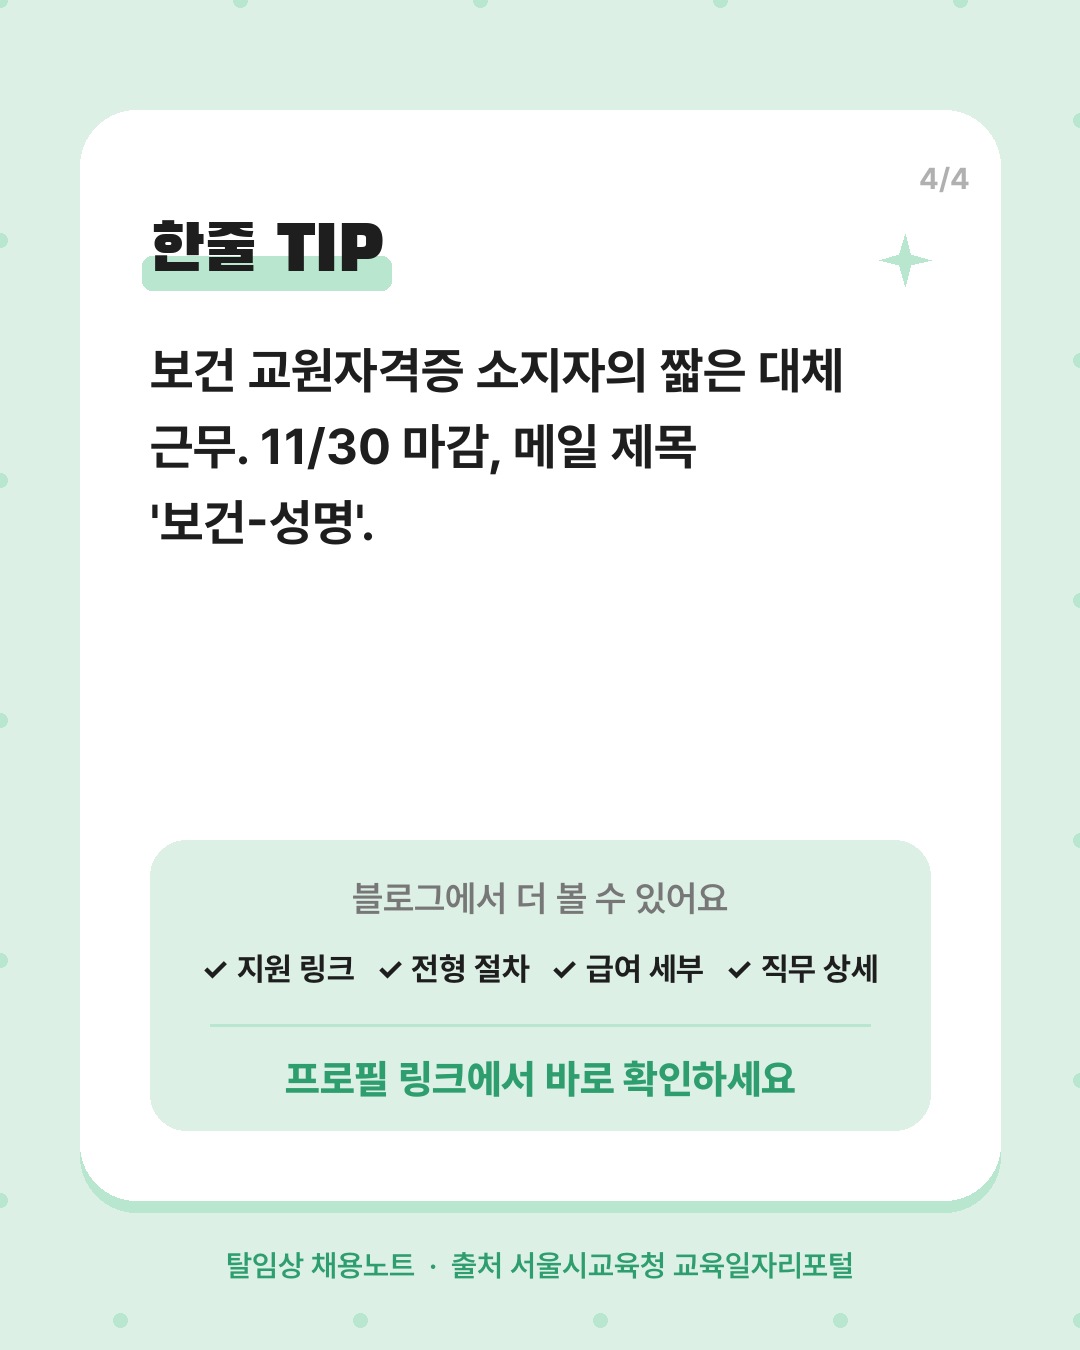 4/4
한줄 TIP
보건 교원자격증 소지자의 짧은 대체
근무. 11/30 마감, 메일 제목
'보건-성명'.
블로그에서 더 볼 수 있어요
✓ 지원 링크 ✓ 전형 절차 ✓ 급여 세부 ✓ 직무 상세
프로필 링크에서 바로 확인하세요
탈임상 채용노트 · 출처 서울시교육청 교육일자리포털